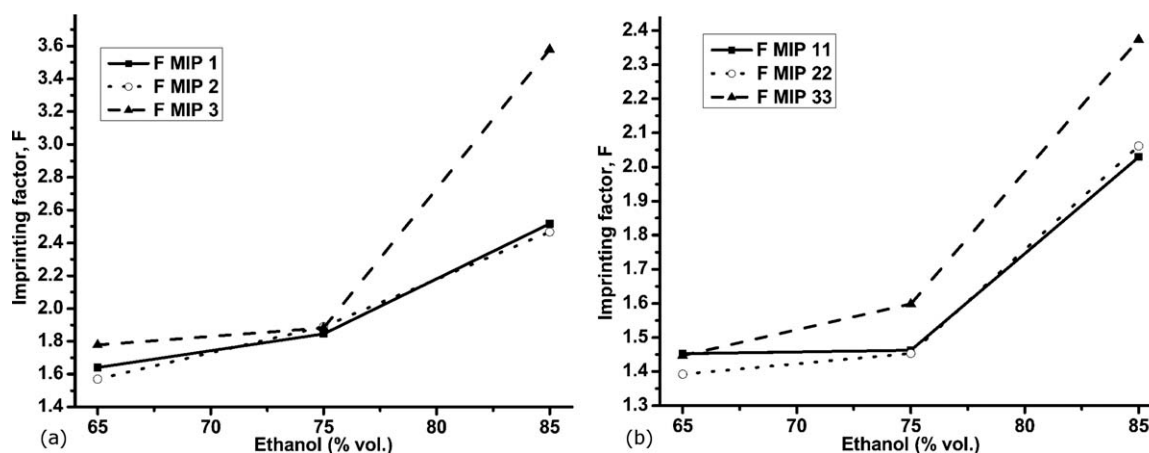 3.6
3.4
3.2
3.0
2.8
2.6
2.4
2.2
2.0
1.8
1.6
1.4
Imprinting factor, F
F MIP 1
F MIP 2
F MIP 3
65 70 75 80 85
(a) Ethanol (% vol.)
2.4
2.3
2.2
2.1
2.0
1.9
1.8
1.7
1.6
1.5
1.4
1.3
Imprinting factor, F
F MIP 11
F MIP 22
F MIP 33
65 70 75 80 85
(b) Ethanol (% vol.)